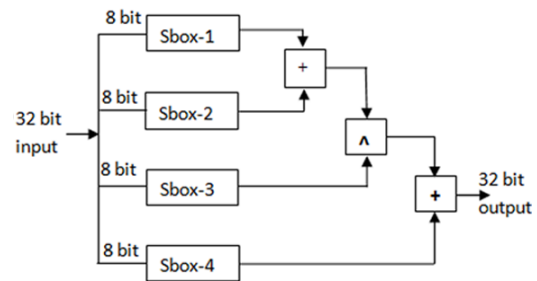 8 bit
Sbox-1
+
8 bit
Sbox-2
32 bit
input
^
8 bit
Sbox-3
+
32 bit
output
8 bit
Sbox-4